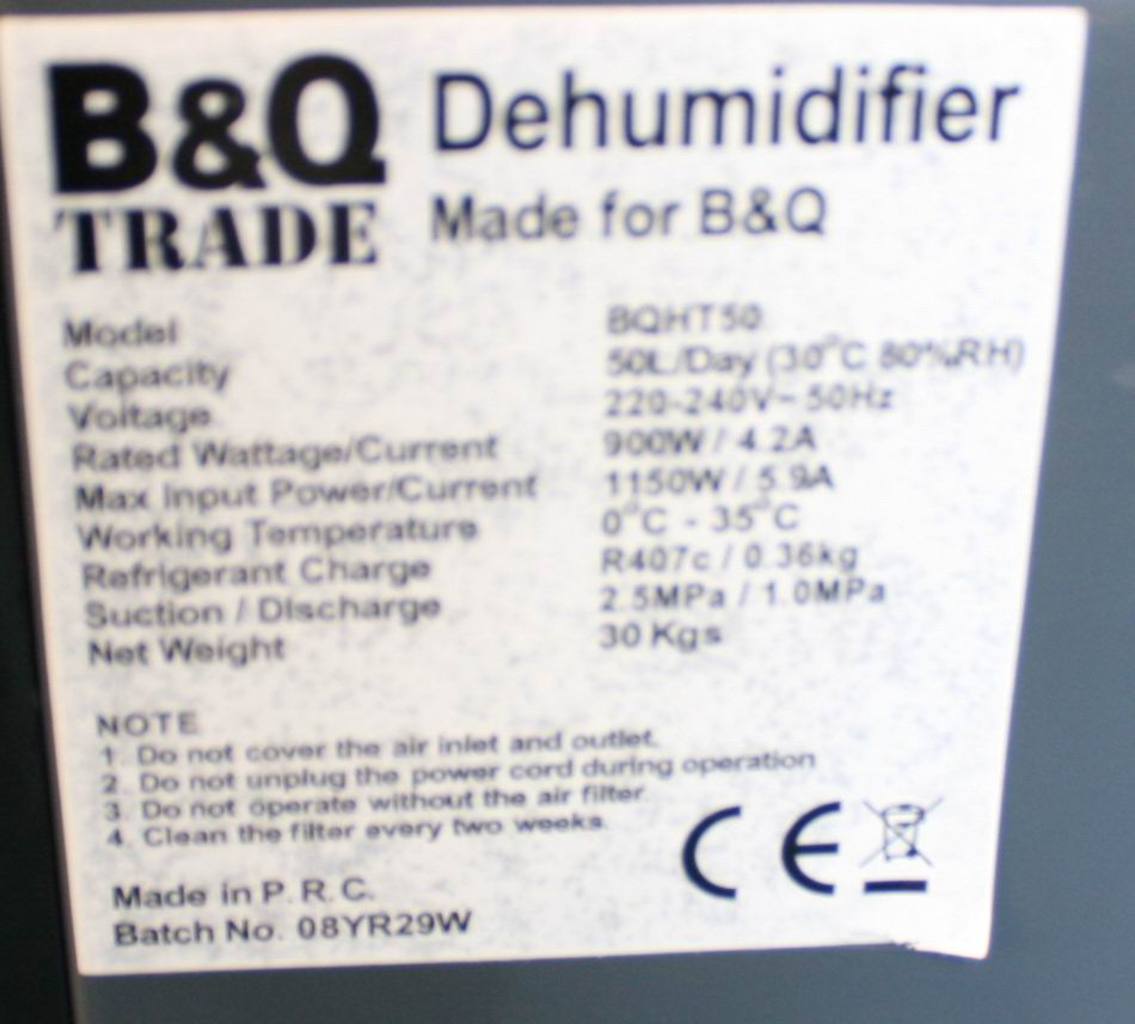 B&Q Dehumidifier
TRADE Made for B&Q
Model BQHT50
Capacity 50L/Day (30°C 80%RH)
Voltage 220-240V~ 50Hz
Rated Wattage/Current 900W / 4.2A
Max Input Power/Current 1150W / 5.9A
Working Temperature 0°C - 35°C
Refrigerant Charge R407c / 0.36kg
Suction / Discharge 2.5MPa / 1.0MPa
Net Weight 30 Kgs
NOTE
1. Do not cover the air inlet and outlet.
2. Do not unplug the power cord during operation
3. Do not operate without the air filter.
4. Clean the filter every two weeks.
CE
Made in P. R. C.
Batch No. 08YR29W